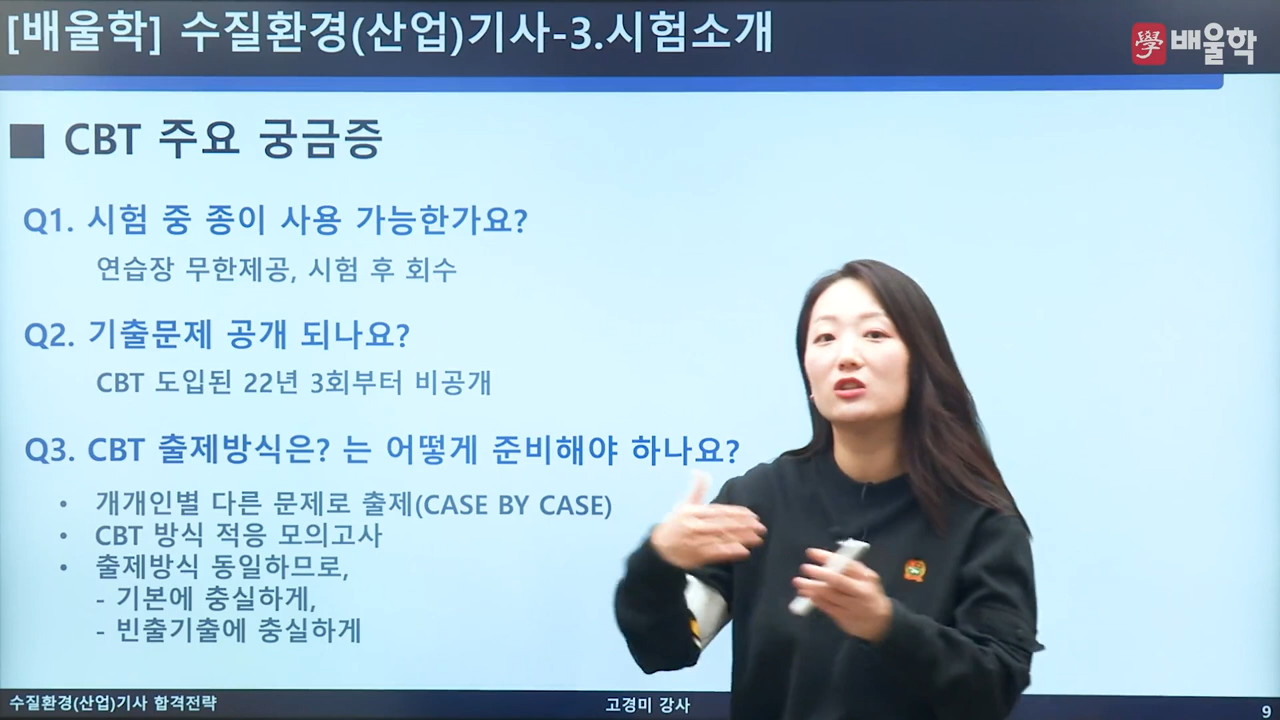 [배울학] 수질환경(산업)기사-3.시험소개
學 배울학
■ CBT 주요 궁금증
Q1. 시험 중 종이 사용 가능한가요?
연습장 무한제공, 시험 후 회수
Q2. 기출문제 공개 되나요?
CBT 도입된 22년 3회부터 비공개
Q3. CBT 출제방식은? 는 어떻게 준비해야 하나요?
• 개개인별 다른 문제로 출제(CASE BY CASE)
• CBT 방식 적응 모의고사
• 출제방식 동일하므로,
- 기본에 충실하게,
- 빈출기출에 충실하게
수질환경(산업)기사 합격전략
고경미 강사
9